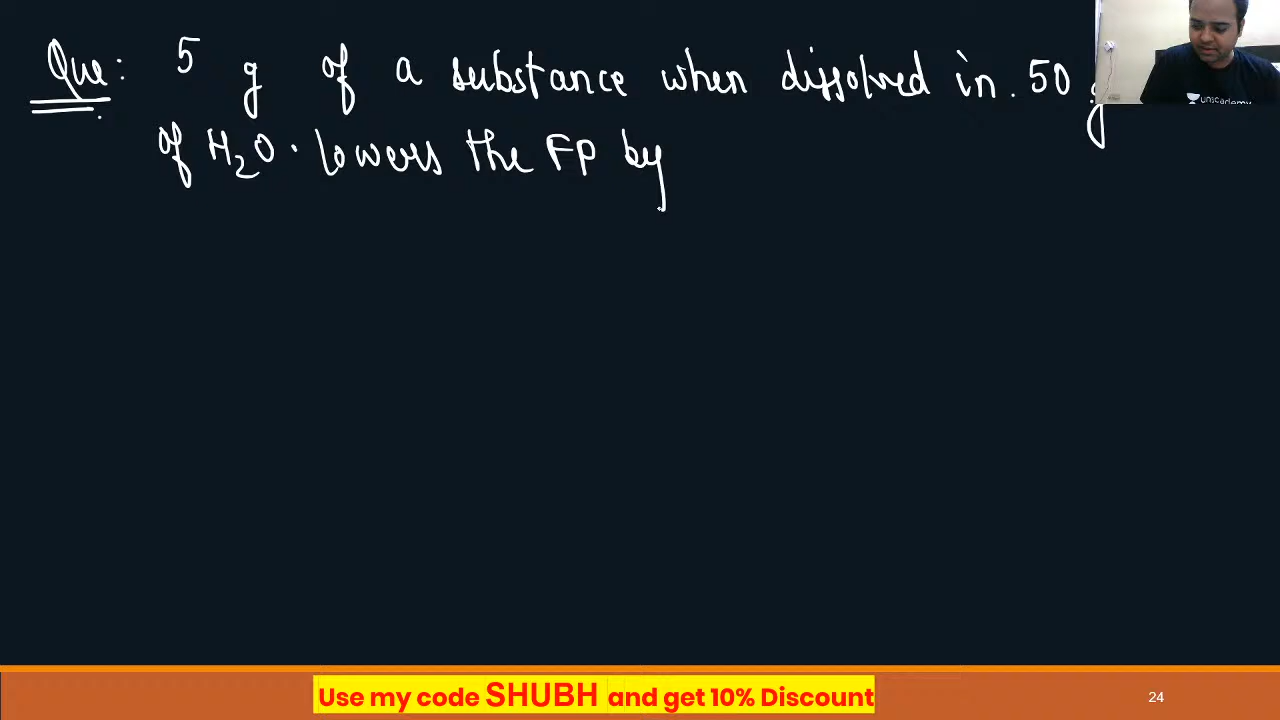 Que: 5 g of a substance when dissolved in. 50 g
of H₂O. lowers the FP by
unacademy
Use my code SHUBH and get 10% Discount
24